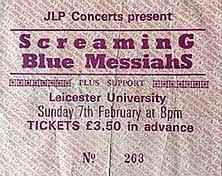 JLP Concerts present
ScreaminG
Blue MessiahS
PLUS SUPPORT
Leicester University
Sunday 7th February at 8pm
TICKETS £3.50 in advance
Nº 263